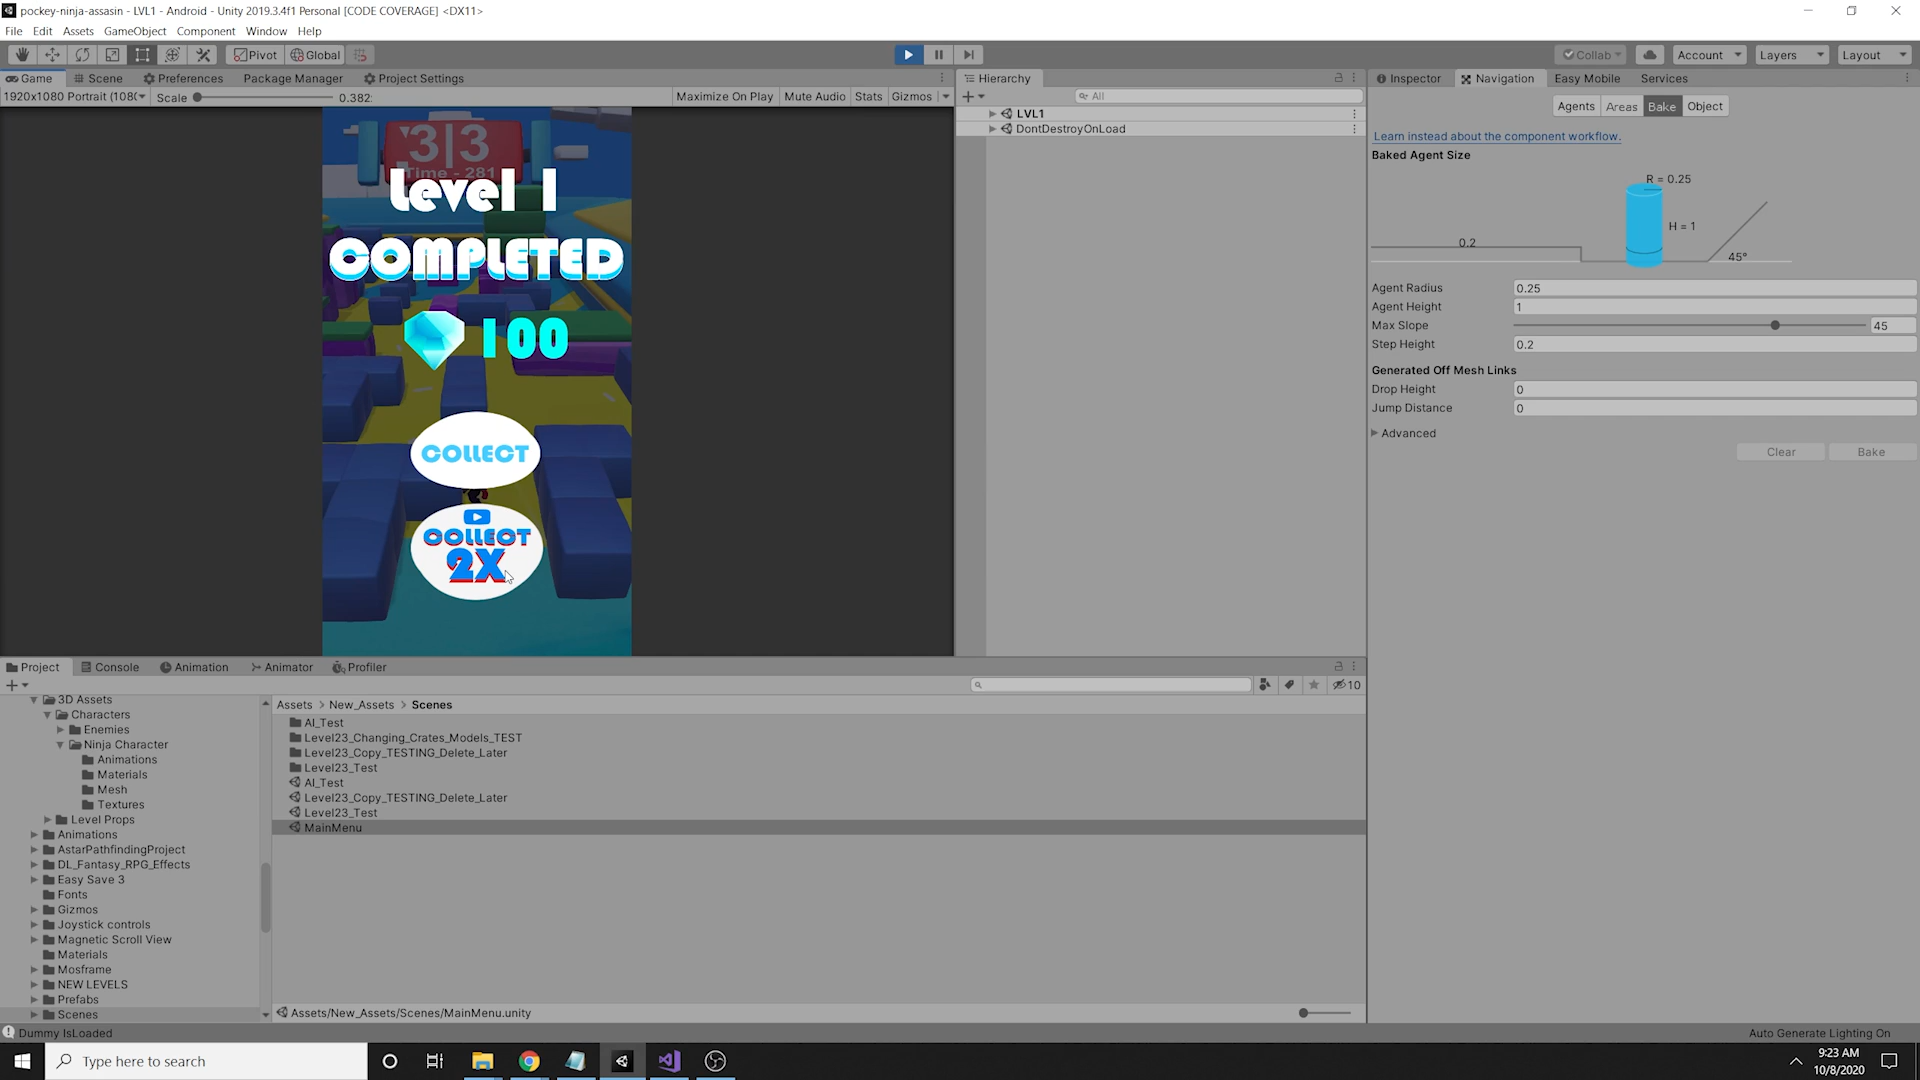 pockey-ninja-assasin - LVL1 - Android - Unity 2019.3.4f1 Personal [CODE COVERAGE] <DX11>
File Edit Assets GameObject Component Window Help
Pivot Global Collab Account Layers Layout
Game Scene Preferences Package Manager Project Settings
1920x1080 Portrait (108( Scale 0.382: Maximize On Play Mute Audio Stats Gizmos
3|3
Time - 281
Level 1
COMPLETED
100
COLLECT
COLLECT
2X
Hierarchy
All
LVL1
DontDestroyOnLoad
Inspector Navigation Easy Mobile Services
Agents Areas Bake Object
Learn instead about the component workflow.
Baked Agent Size
R = 0.25
H = 1
0.2
45°
Agent Radius 0.25
Agent Height 1
Max Slope 45
Step Height 0.2
Generated Off Mesh Links
Drop Height 0
Jump Distance 0
Advanced
Clear Bake
Project Console Animation Animator Profiler
10
3D Assets
Characters
Enemies
Ninja Character
Animations
Materials
Mesh
Textures
Level Props
Animations
AstarPathfindingProject
DL_Fantasy_RPG_Effects
Easy Save 3
Fonts
Gizmos
Joystick controls
Magnetic Scroll View
Materials
Mosframe
NEW LEVELS
Prefabs
Scenes
Assets > New_Assets > Scenes
AI_Test
Level23_Changing_Crates_Models_TEST
Level23_Copy_TESTING_Delete_Later
Level23_Test
AI_Test
Level23_Copy_TESTING_Delete_Later
Level23_Test
MainMenu
Assets/New_Assets/Scenes/MainMenu.unity
Dummy IsLoaded
Auto Generate Lighting On
Type here to search
9:23 AM
10/8/2020